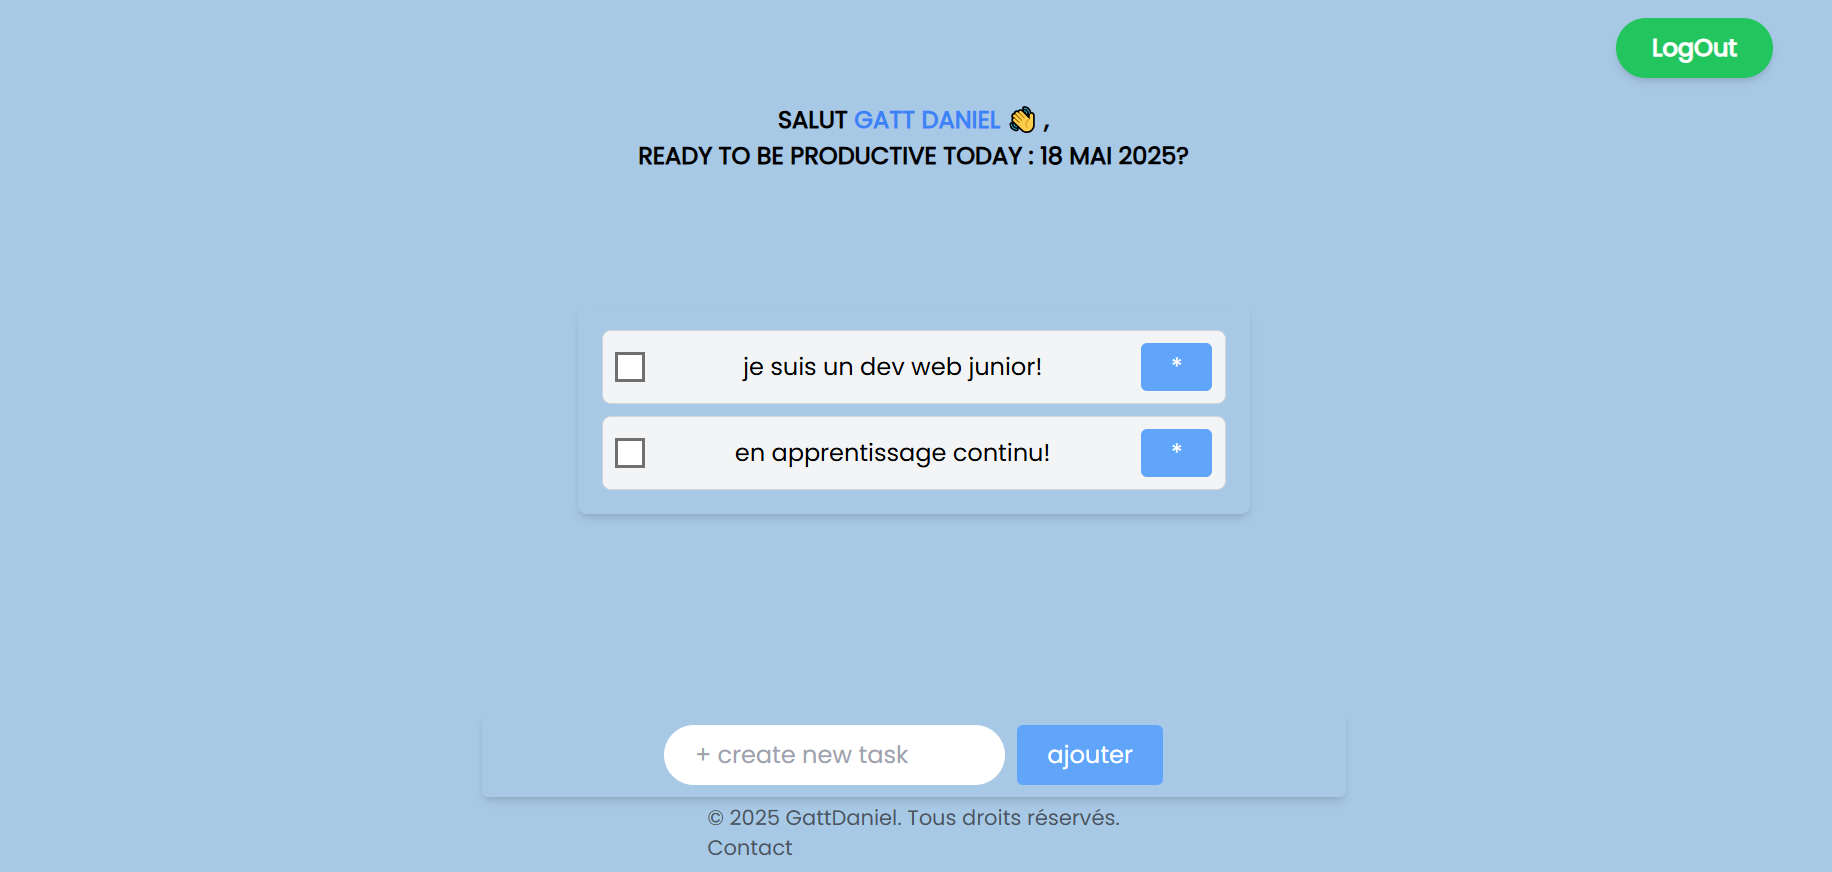 LogOut
SALUT GATT DANIEL 👋 ,
READY TO BE PRODUCTIVE TODAY : 18 MAI 2025?
je suis un dev web junior!
*
en apprentissage continu!
*
+ create new task
ajouter
© 2025 GattDaniel. Tous droits réservés.
Contact